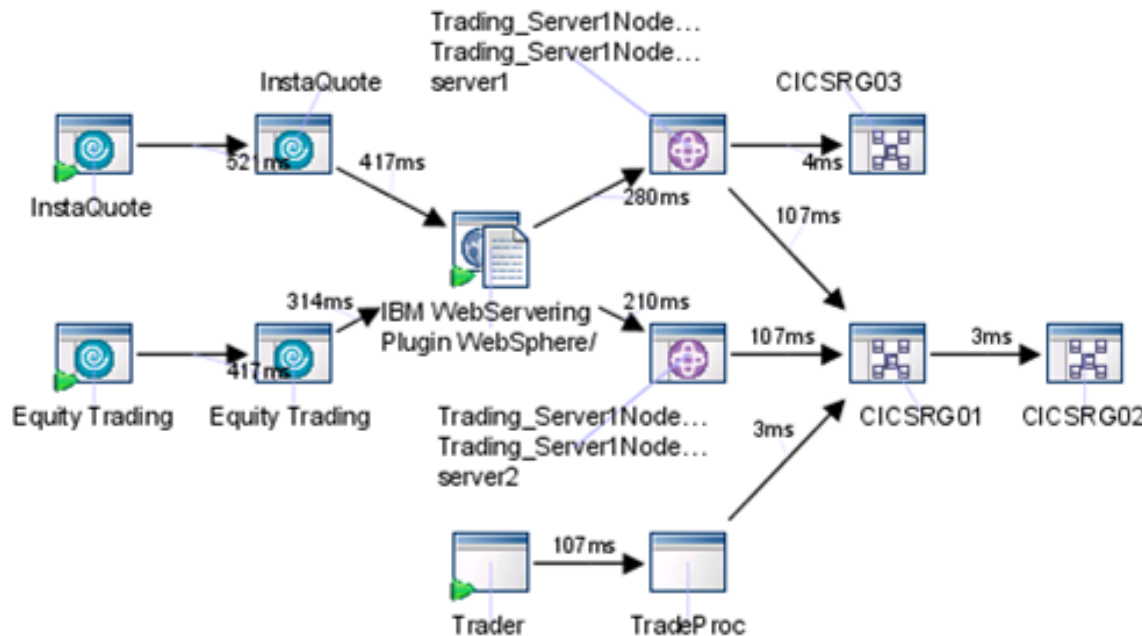 Trading_Server1Node...
Trading_Server1Node...
server1
InstaQuote
CICSRG03
521ms
417ms
280ms
4ms
InstaQuote
107ms
314ms
IBM WebServering
Plugin WebSphere/
210ms
417ms
107ms
3ms
Equity Trading
Equity Trading
Trading_Server1Node...
Trading_Server1Node...
server2
CICSRG01
CICSRG02
3ms
107ms
Trader
TradeProc